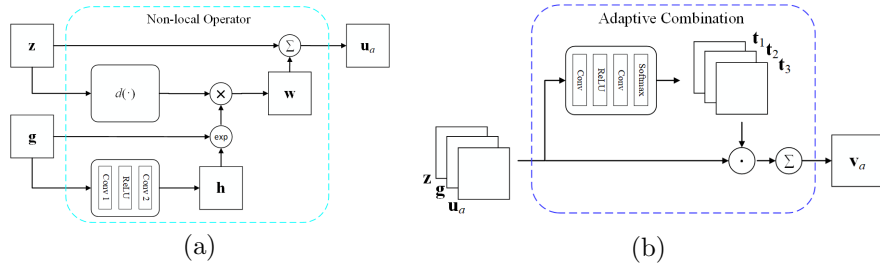 Non-local Operator
z
Σ
u_a
d(·)
×
w
g
exp
Conv 1
ReLU
Conv 2
h
(a)
Adaptive Combination
Conv
ReLU
Conv
Softmax
t_1
t_2
t_3
z
g
u_a
·
Σ
v_a
(b)